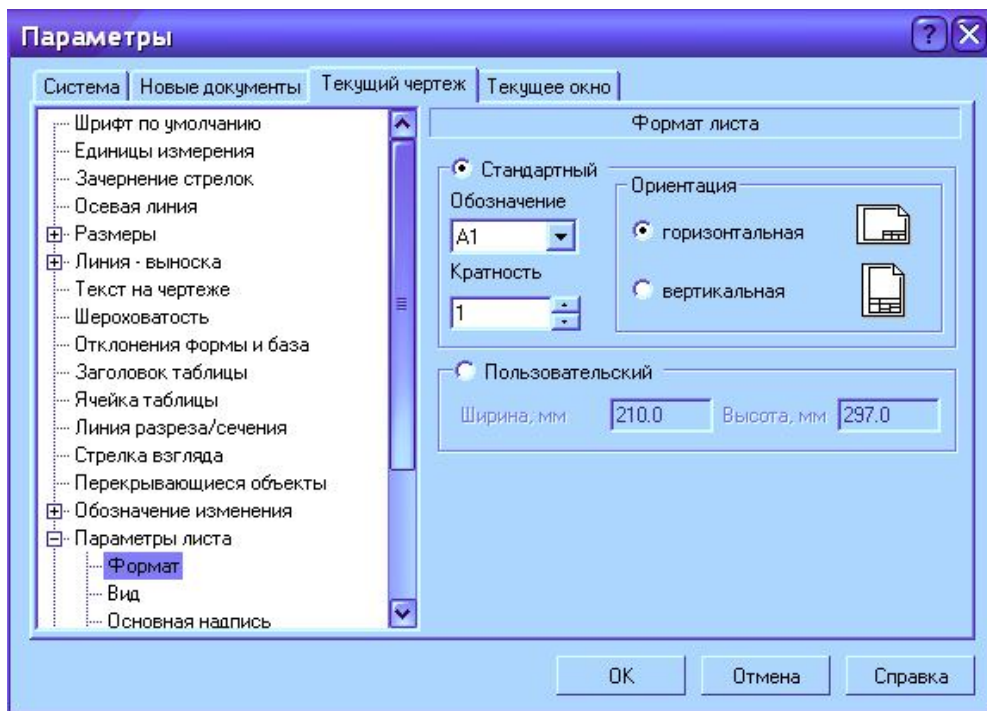 Параметры
Система
Новые документы
Текущий чертеж
Текущее окно
Шрифт по умолчанию
Единицы измерения
Зачернение стрелок
Осевая линия
Размеры
Линия - выноска
Текст на чертеже
Шероховатость
Отклонения формы и база
Заголовок таблицы
Ячейка таблицы
Линия разреза/сечения
Стрелка взгляда
Перекрывающиеся объекты
Обозначение изменения
Параметры листа
Формат
Вид
Основная надпись
Формат листа
Стандартный
Обозначение
A1
Кратность
1
Ориентация
горизонтальная
вертикальная
Пользовательский
Ширина, мм 210.0 Высота, мм 297.0
OK Отмена Справка